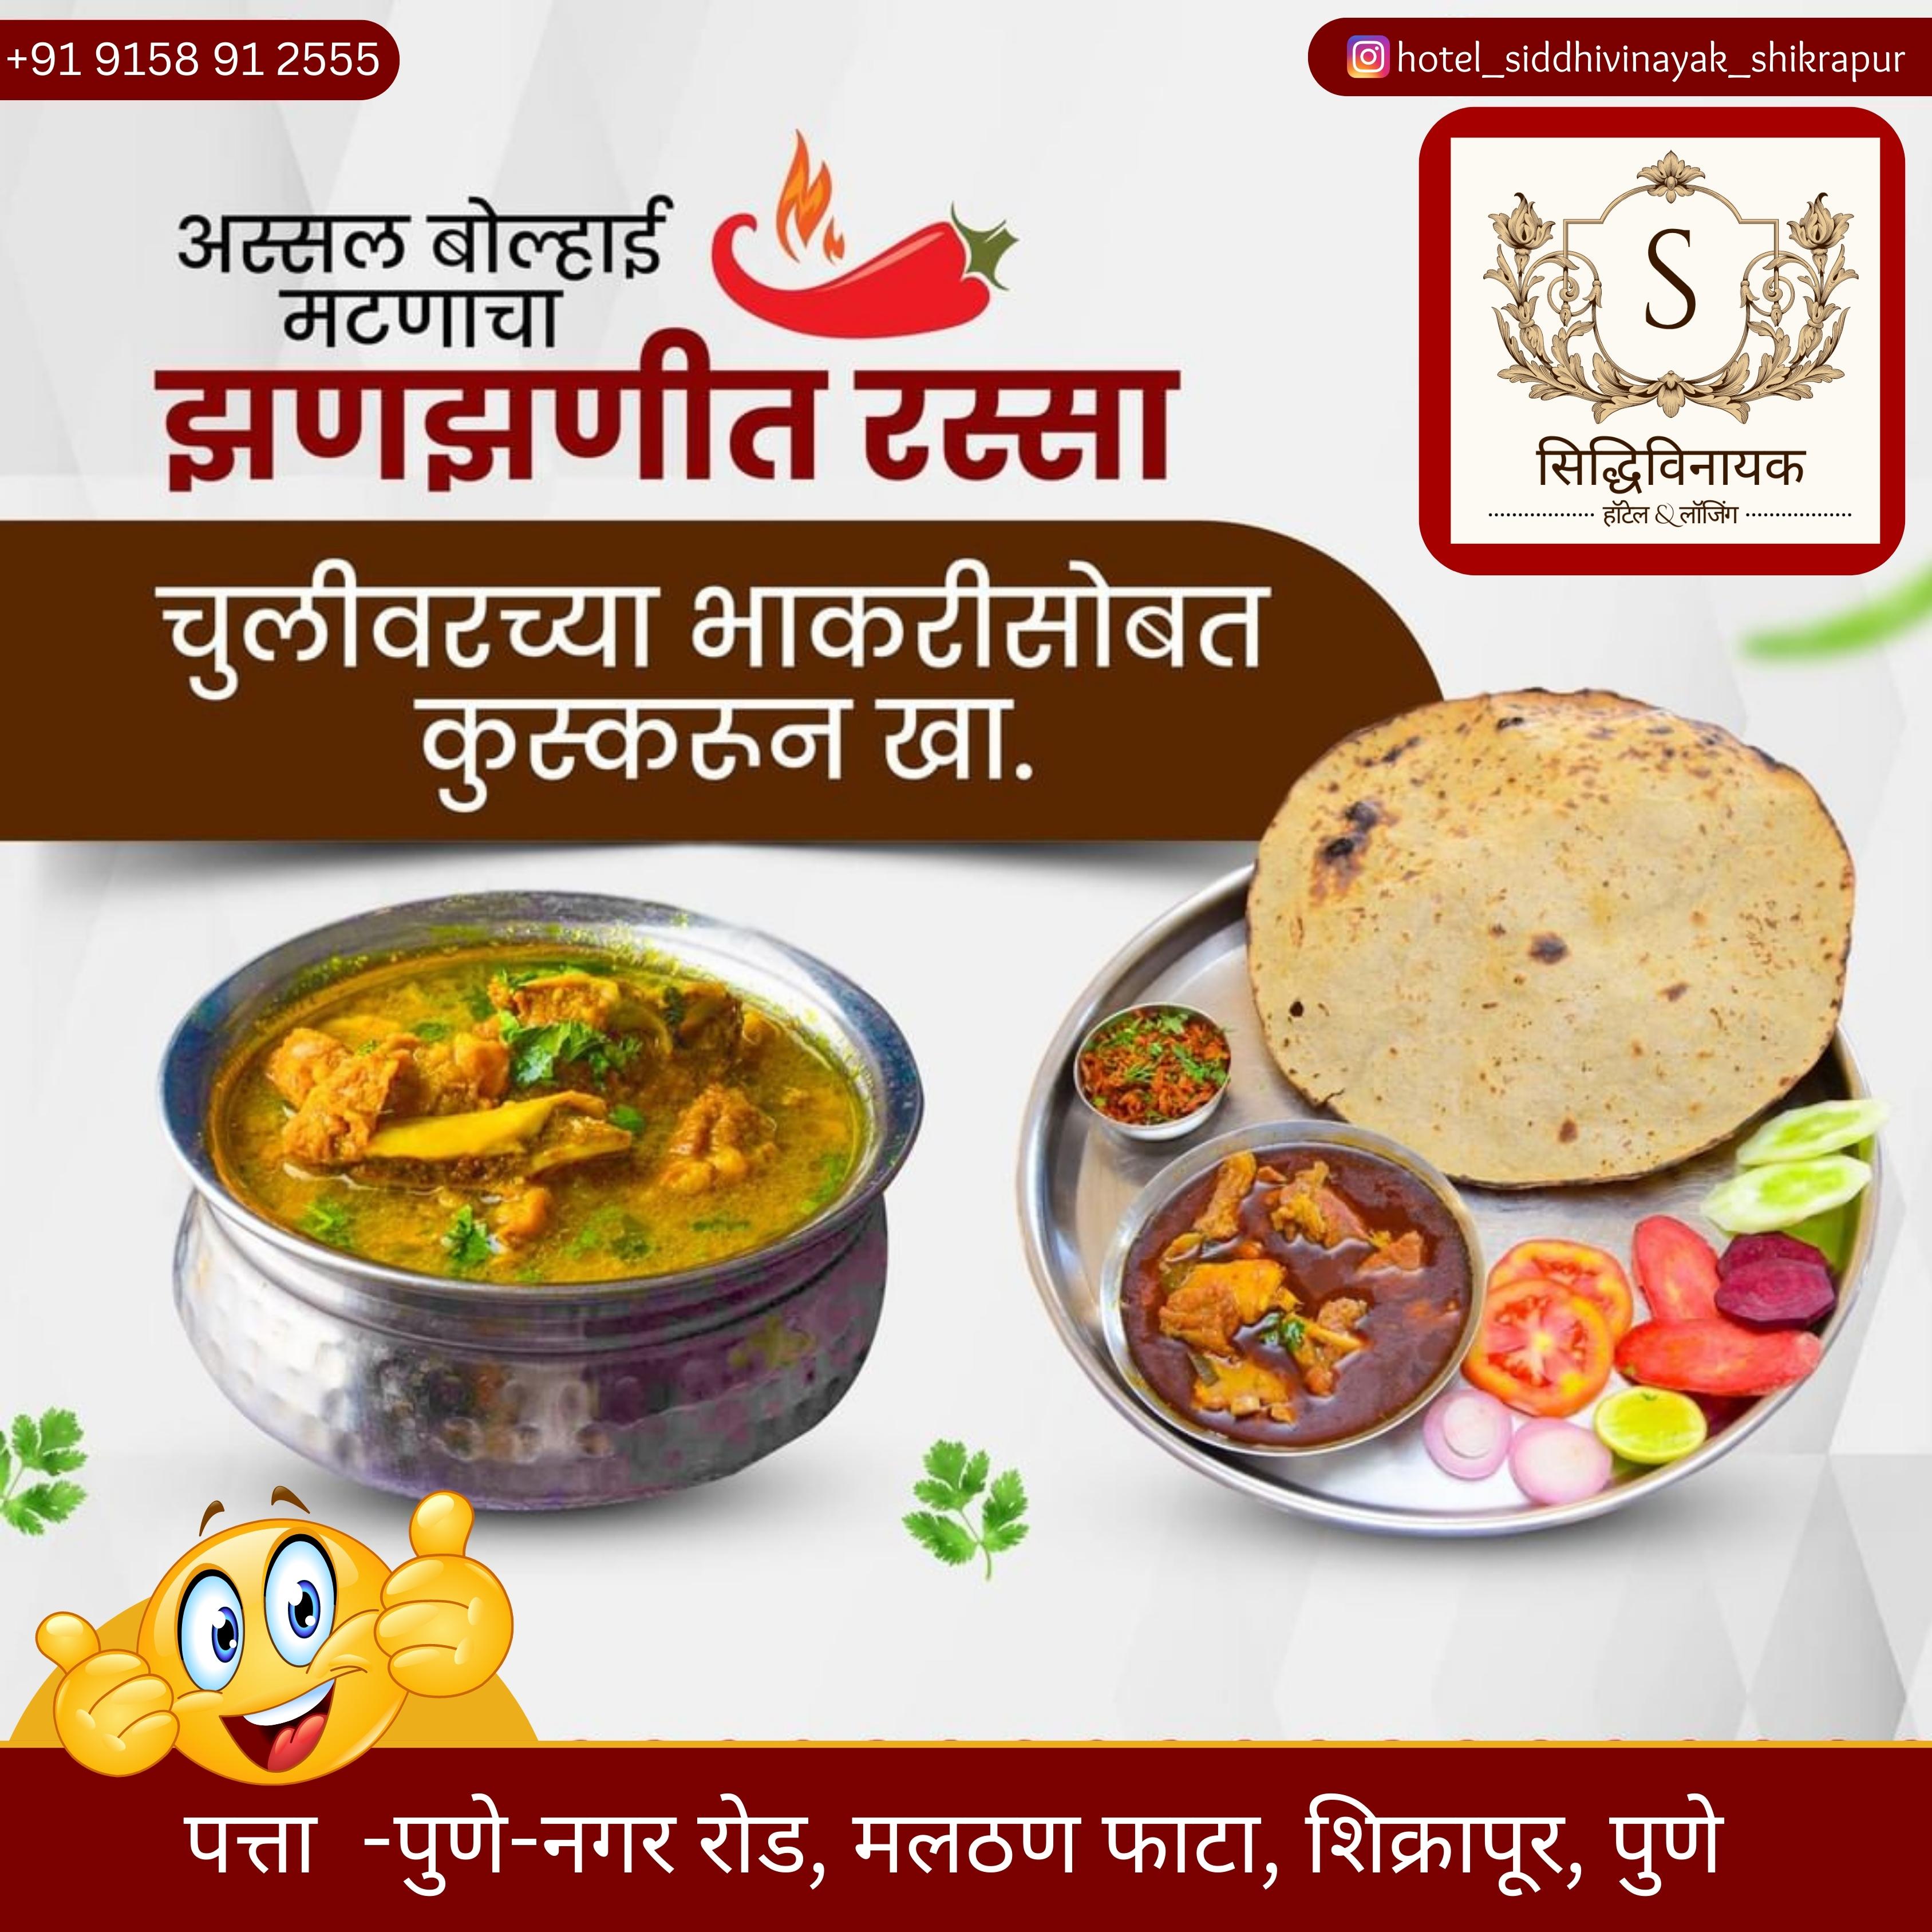 +91 9158 91 2555
hotel_siddhivinayak_shikrapur
अस्सल बोल्हाई
मटणाचा
झणझणीत रस्सा
S
सिद्धिविनायक
हॉटेल & लॉजिंग
चुलीवरच्या भाकरीसोबत
कुस्करून खा.
पत्ता -पुणे-नगर रोड, मलठण फाटा, शिक्रापूर, पुणे